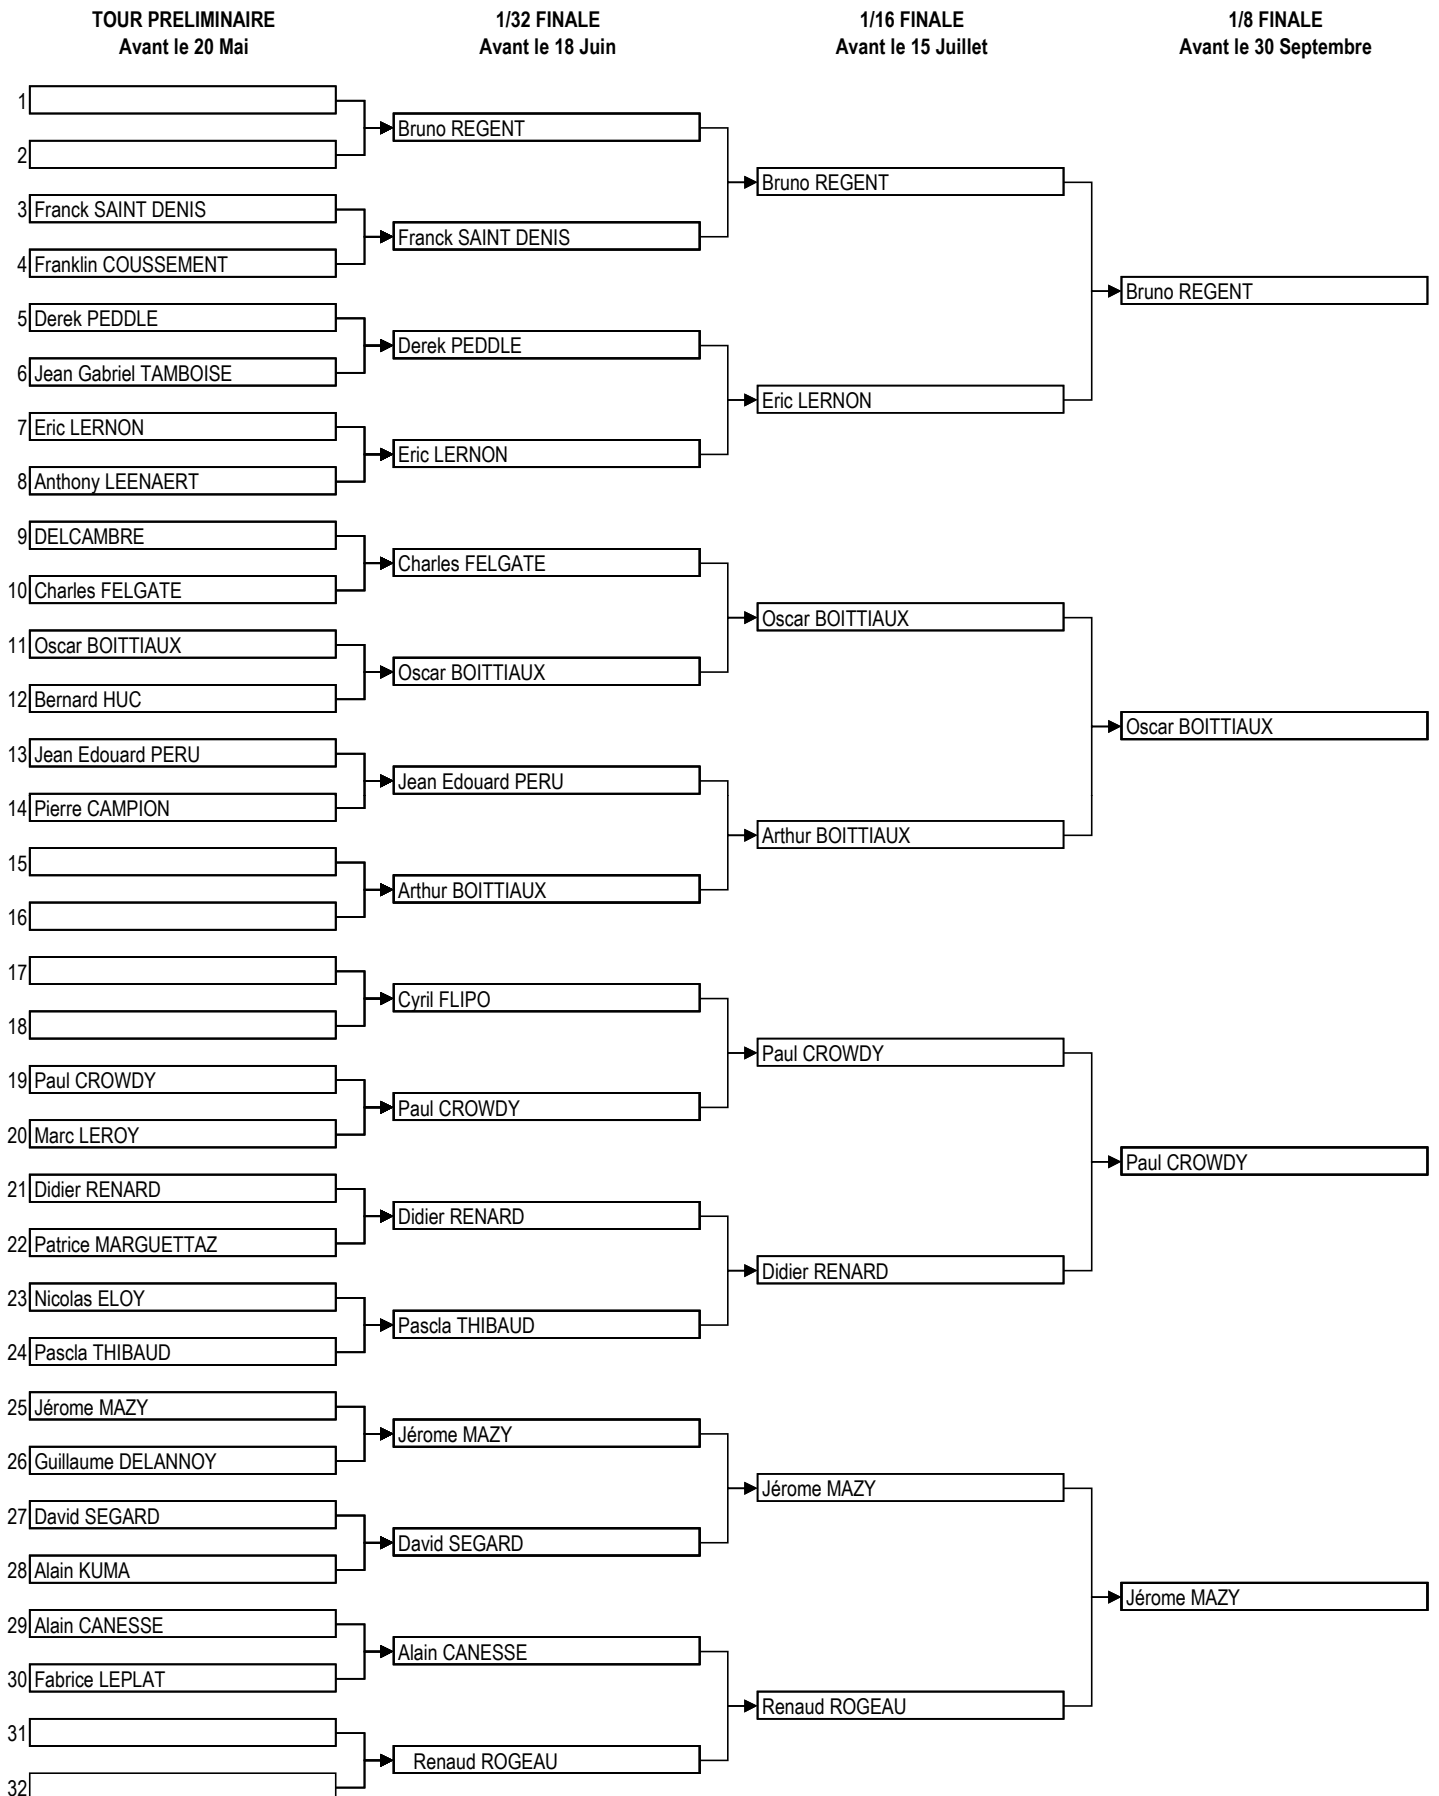 TOUR PRELIMINAIRE
Avant le 20 Mai
1/32 FINALE
Avant le 18 Juin
1/16 FINALE
Avant le 15 Juillet
1/8 FINALE
Avant le 30 Septembre
1
2
3 Franck SAINT DENIS
4 Franklin COUSSEMENT
5 Derek PEDDLE
6 Jean Gabriel TAMBOISE
7 Eric LERNON
8 Anthony LEENAERT
9 DELCAMBRE
10 Charles FELGATE
11 Oscar BOITTIAUX
12 Bernard HUC
13 Jean Edouard PERU
14 Pierre CAMPION
15
16
17
18
19 Paul CROWDY
20 Marc LEROY
21 Didier RENARD
22 Patrice MARGUETTAZ
23 Nicolas ELOY
24 Pascla THIBAUD
25 Jérome MAZY
26 Guillaume DELANNOY
27 David SEGARD
28 Alain KUMA
29 Alain CANESSE
30 Fabrice LEPLAT
31
32
Bruno REGENT
Franck SAINT DENIS
Derek PEDDLE
Eric LERNON
Charles FELGATE
Oscar BOITTIAUX
Jean Edouard PERU
Arthur BOITTIAUX
Cyril FLIPO
Paul CROWDY
Didier RENARD
Pascla THIBAUD
Jérome MAZY
David SEGARD
Alain CANESSE
Renaud ROGEAU
Bruno REGENT
Eric LERNON
Oscar BOITTIAUX
Arthur BOITTIAUX
Paul CROWDY
Didier RENARD
Jérome MAZY
Renaud ROGEAU
Bruno REGENT
Oscar BOITTIAUX
Paul CROWDY
Jérome MAZY